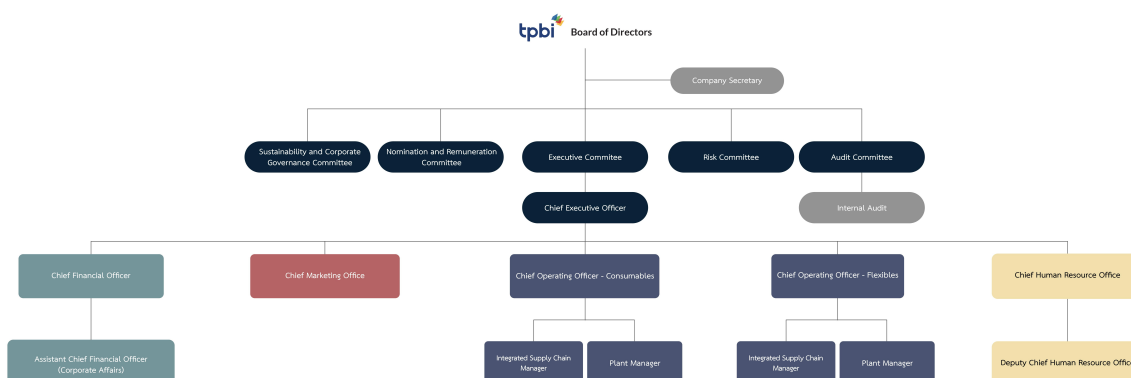 tpbi
Board of Directors
Company Secretary
Sustainability and Corporate
Governance Committee
Nomination and Remuneration
Committee
Executive Commitee
Risk Committee
Audit Committee
Chief Executive Officer
Internal Audit
Chief Financial Officer
Chief Marketing Office
Chief Operating Officer - Consumables
Chief Operating Officer - Flexibles
Chief Human Resource Office
Assistant Chief Financial Officer
(Corporate Affairs)
Integrated Supply Chain
Manager
Plant Manager
Integrated Supply Chain
Manager
Plant Manager
Deputy Chief Human Resource Office